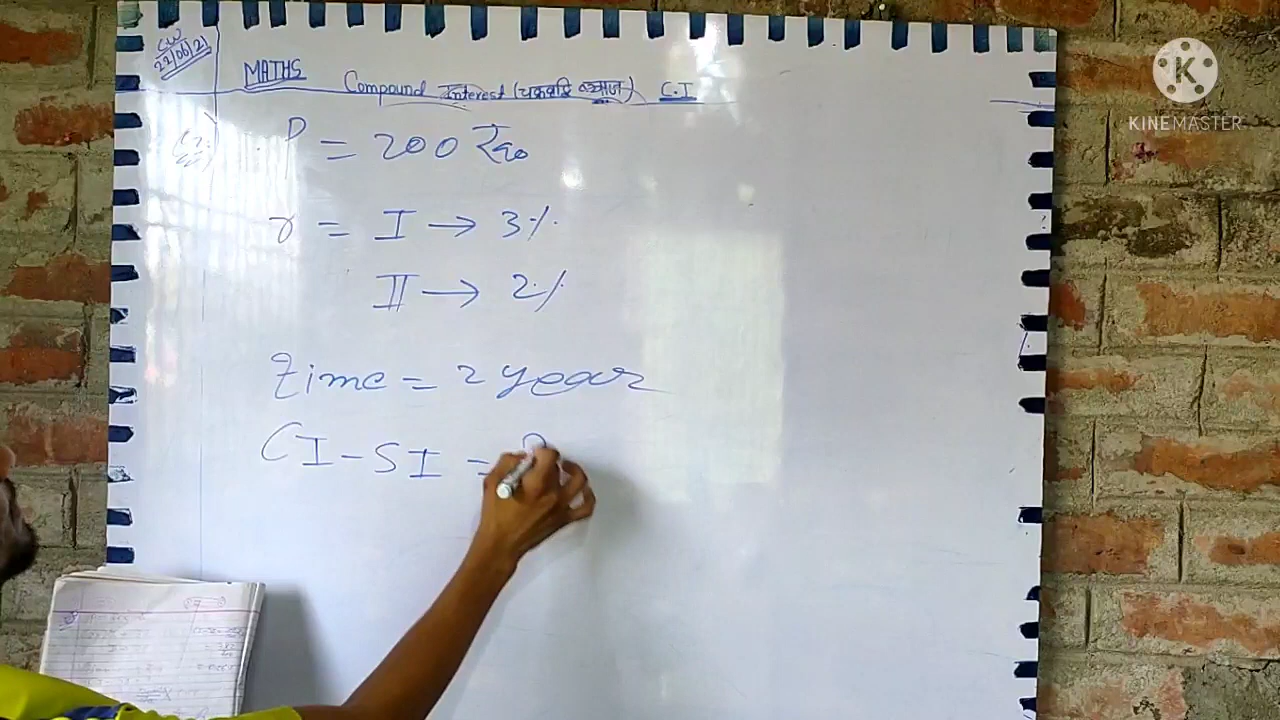 CW
22/06/21
MATHS
Compound Interest (चक्रवृद्धि ब्याज) C.I
P = 200 रू०
r = I → 3%
II → 2%
Time = 2 year
CI - SI = ?
KINEMASTER